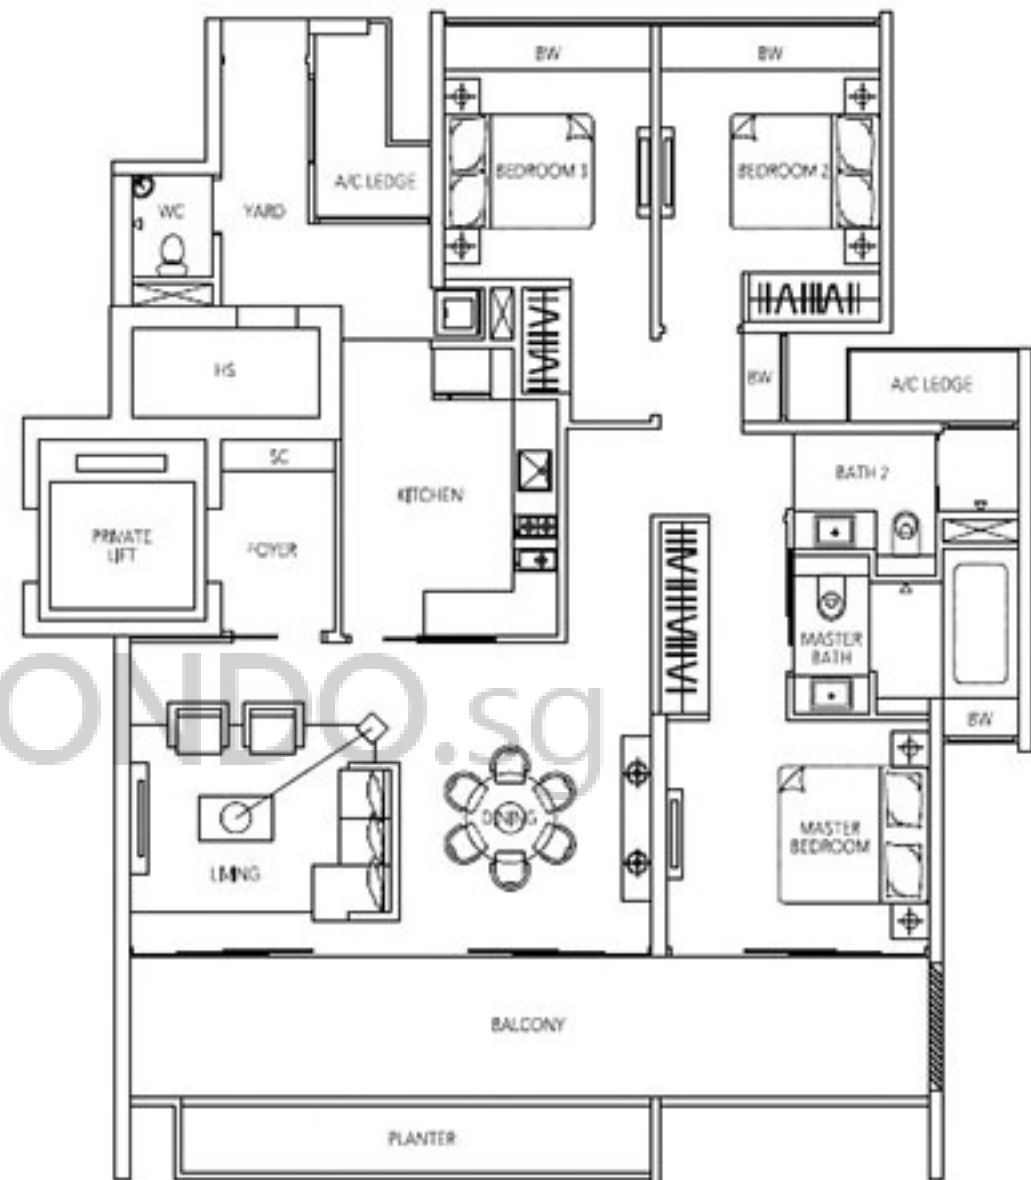 BW
BW
BEDROOM 3
BEDROOM 2
A/C LEDGE
WC
YARD
HS
BW
A/C LEDGE
SC
BATH 2
KITCHEN
PRIVATE
LIFT
FOYER
MASTER
BATH
ONDO.sg
BW
DINING
MASTER
BEDROOM
LIVING
BALCONY
PLANTER